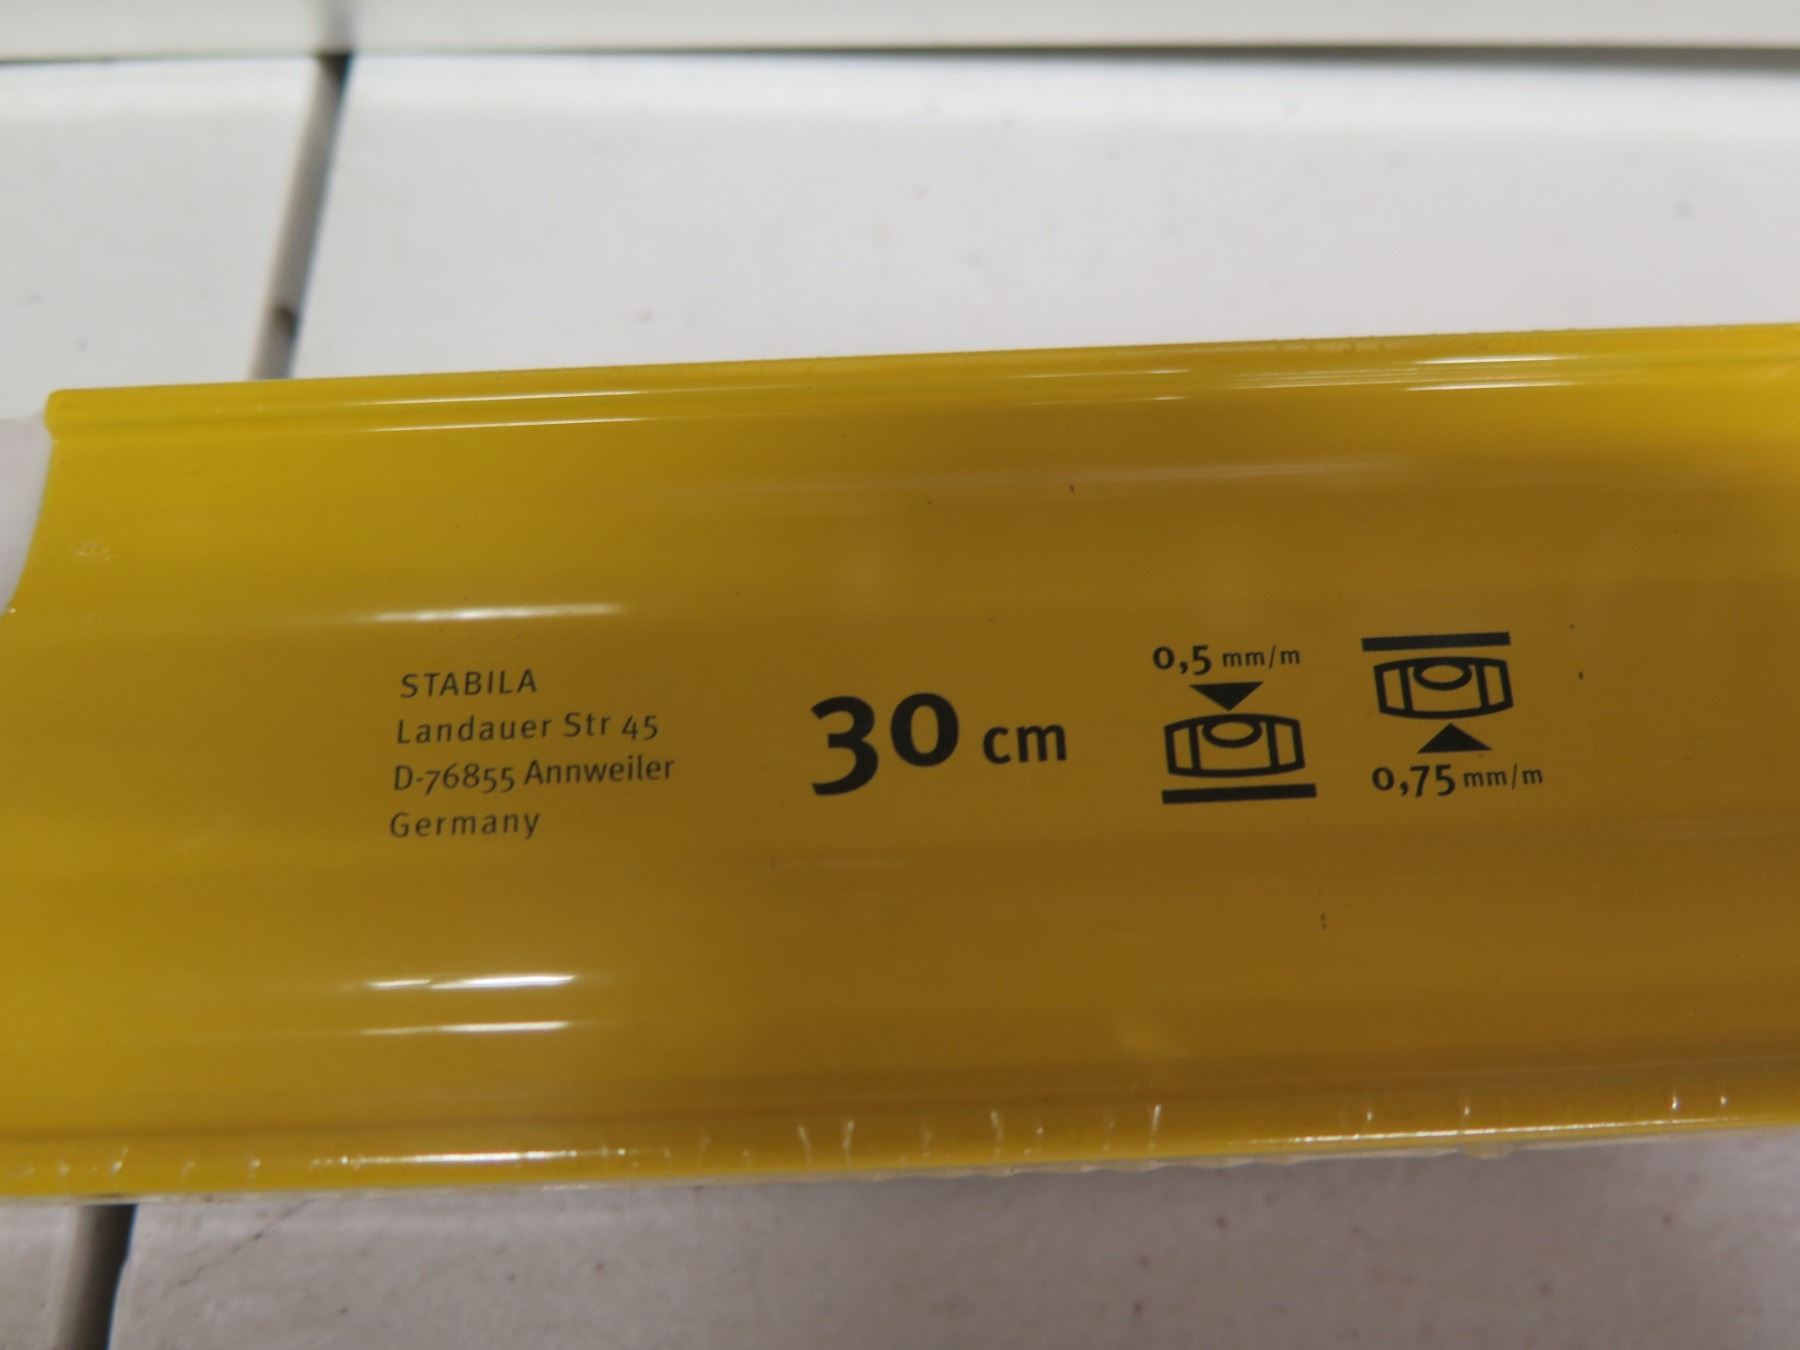 STABILA
Landauer Str 45
D-76855 Annweiler
Germany
30 cm
0,5 mm/m
0,75 mm/m